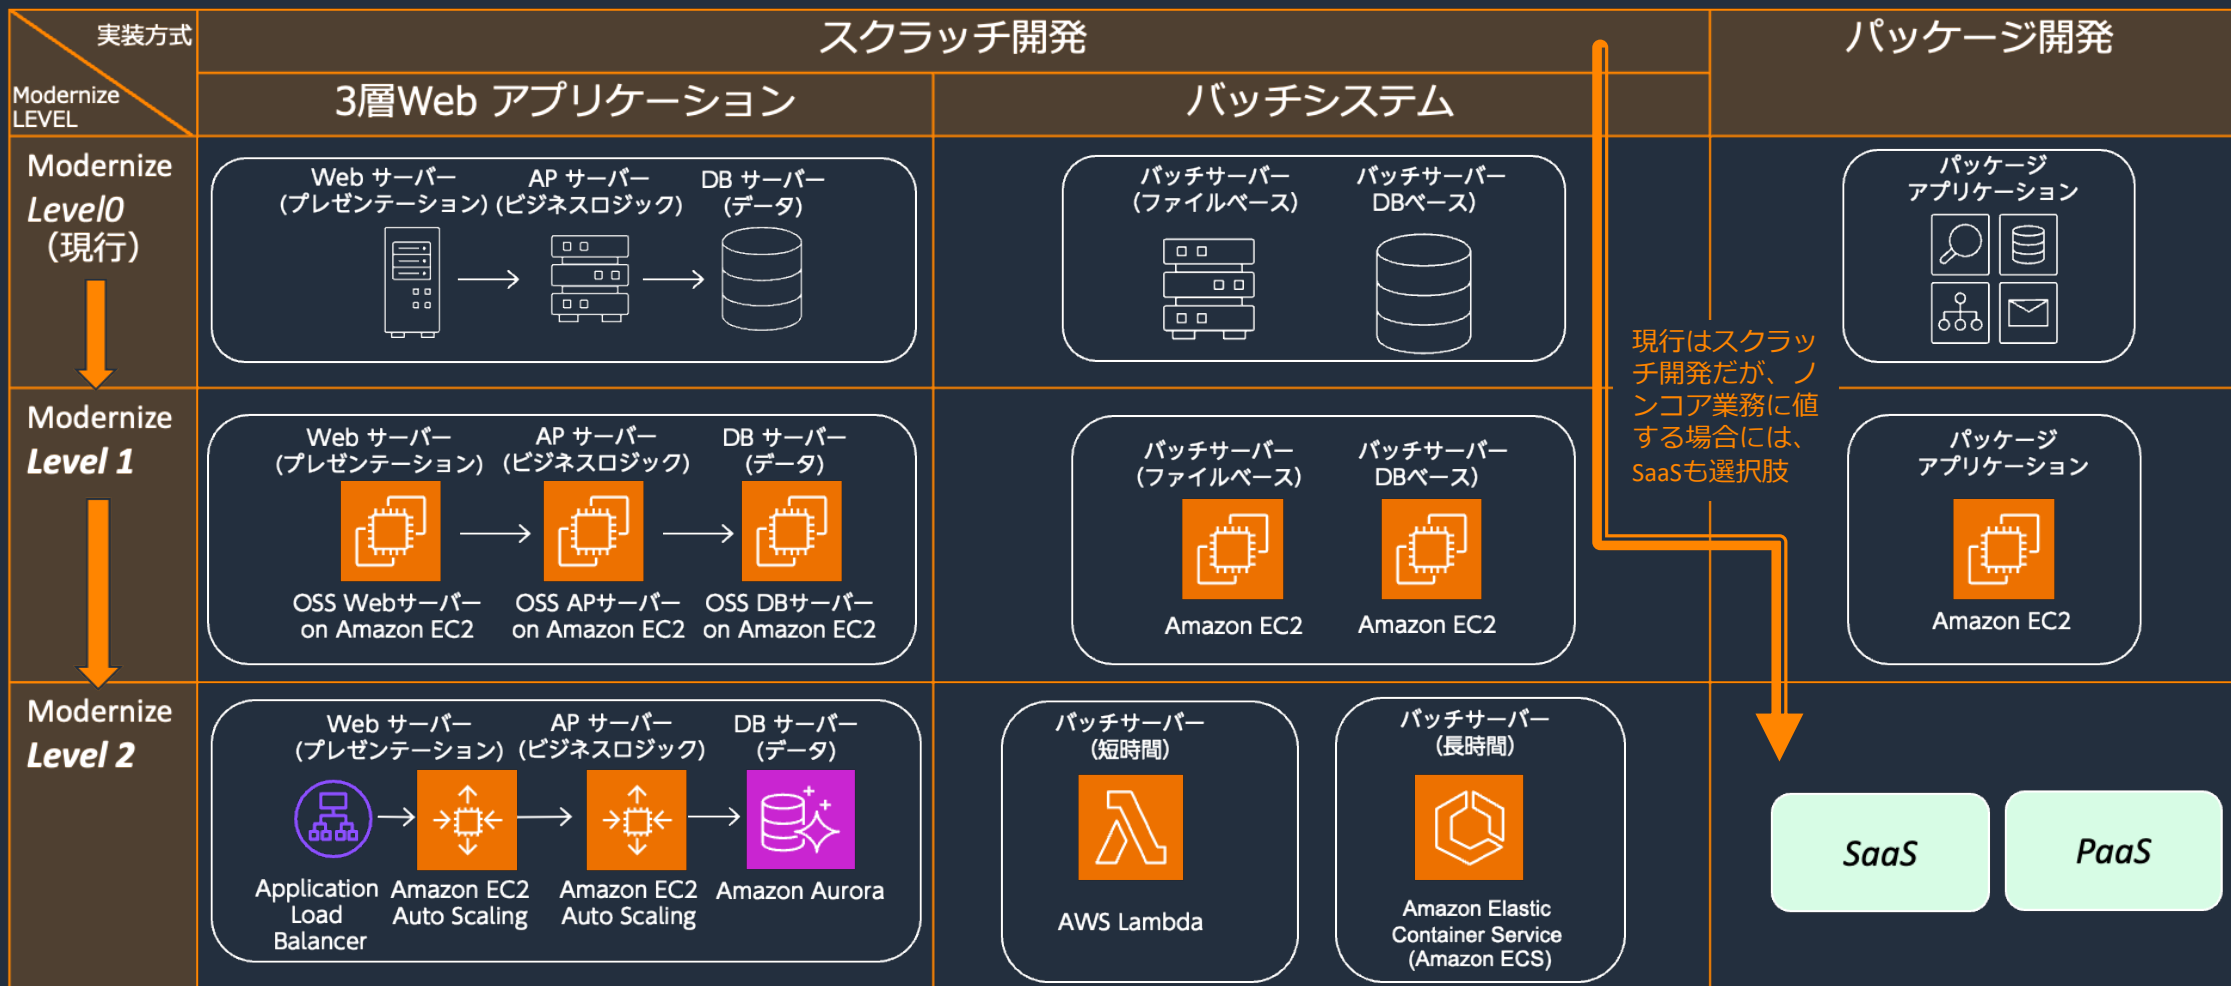 実装方式
Modernize
LEVEL
スクラッチ開発
パッケージ開発
3層Web アプリケーション
バッチシステム
Modernize
Level0
（現行）
Web サーバー
(プレゼンテーション)
AP サーバー
(ビジネスロジック)
DB サーバー
(データ)
バッチサーバー
(ファイルベース)
バッチサーバー
DBベース)
パッケージ
アプリケーション
現行はスクラッ
チ開発だが、ノ
ンコア業務に値
する場合には、
SaaSも選択肢
Modernize
Level 1
Web サーバー
(プレゼンテーション)
AP サーバー
(ビジネスロジック)
DB サーバー
(データ)
OSS Webサーバー
on Amazon EC2
OSS APサーバー
on Amazon EC2
OSS DBサーバー
on Amazon EC2
バッチサーバー
(ファイルベース)
バッチサーバー
DBベース)
Amazon EC2
Amazon EC2
パッケージ
アプリケーション
Amazon EC2
Modernize
Level 2
Web サーバー
(プレゼンテーション)
AP サーバー
(ビジネスロジック)
DB サーバー
(データ)
Application
Load
Balancer
Amazon EC2
Auto Scaling
Amazon EC2
Auto Scaling
Amazon Aurora
バッチサーバー
(短時間)
AWS Lambda
バッチサーバー
(長時間)
Amazon Elastic
Container Service
(Amazon ECS)
SaaS
PaaS